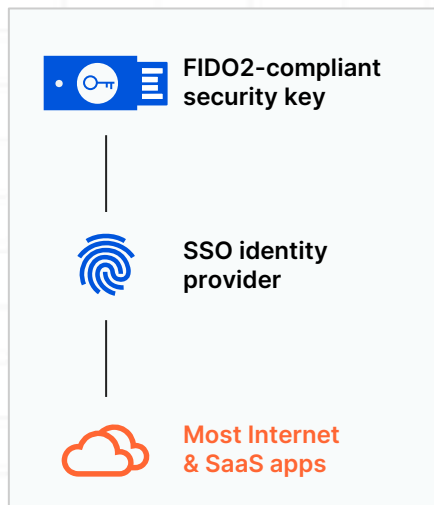 FIDO2-compliant
security key
SSO identity
provider
Most Internet
& SaaS apps